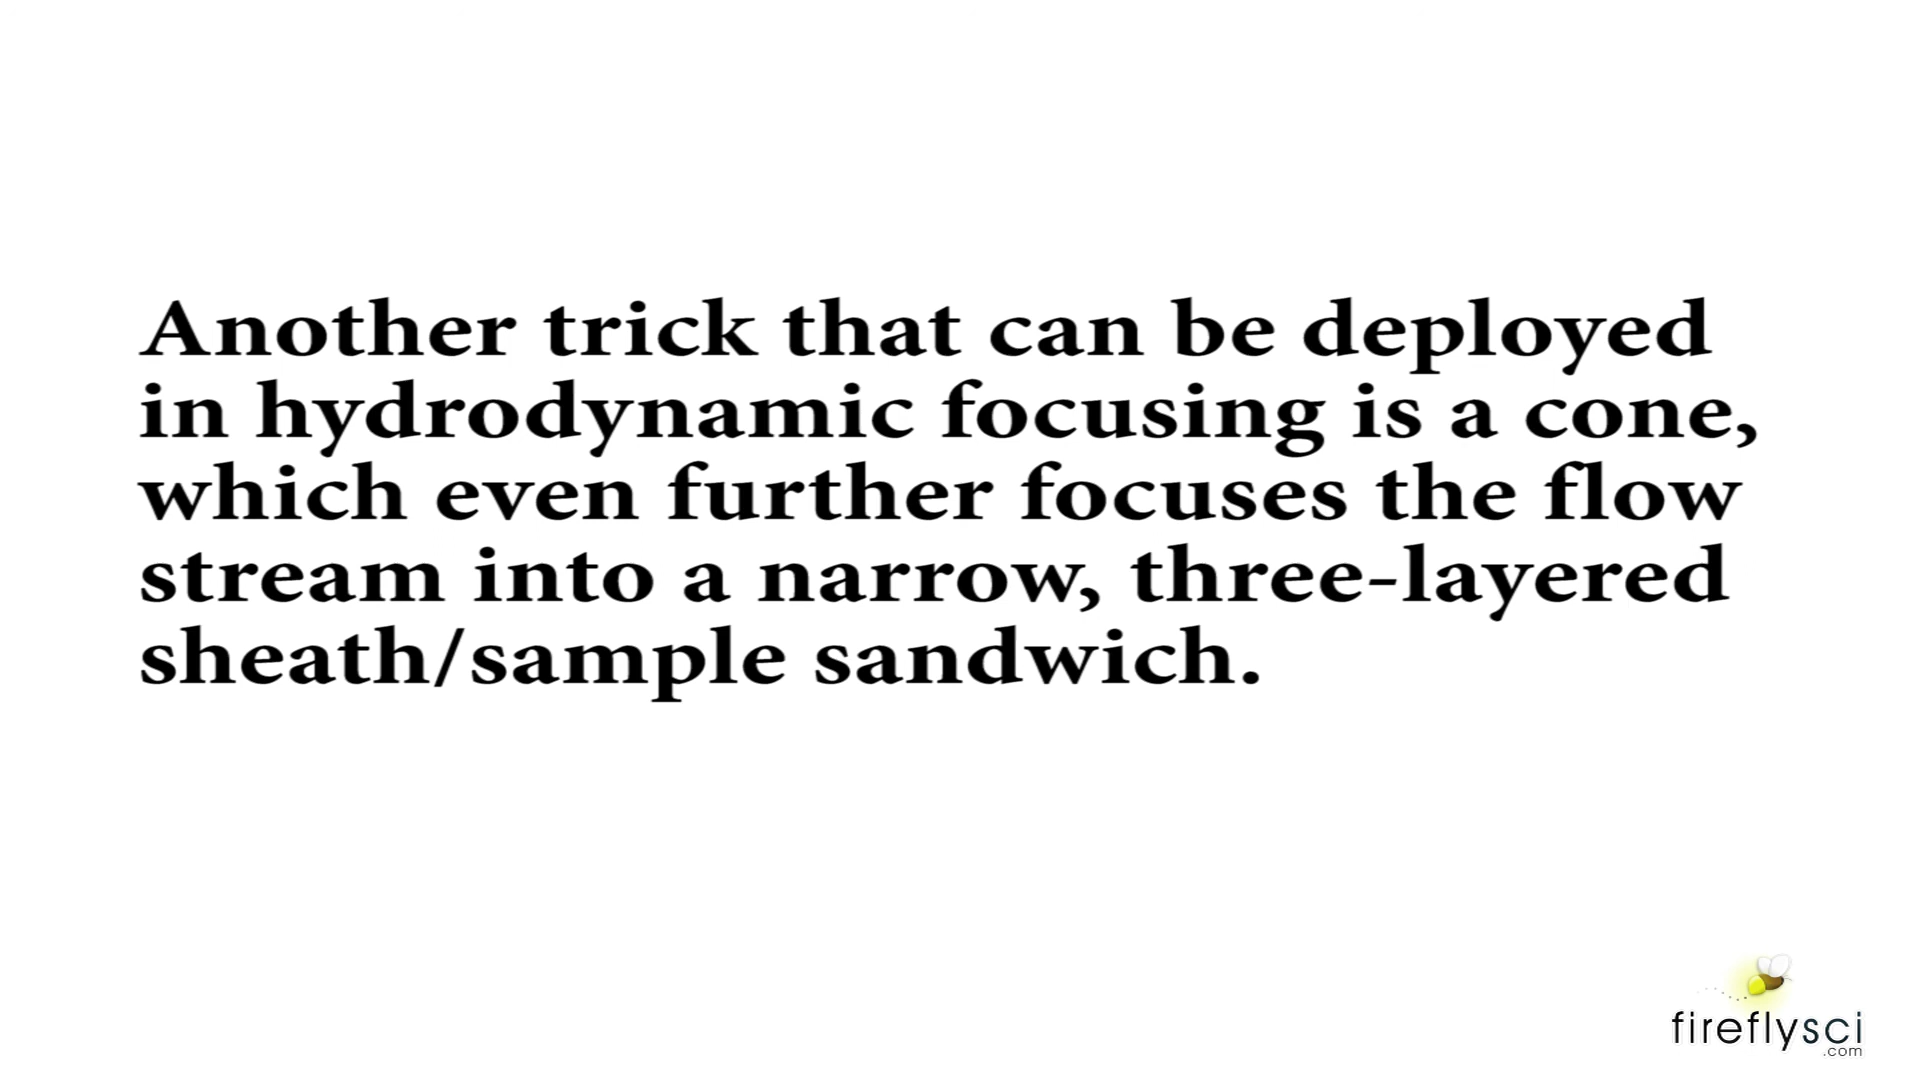 Another trick that can be deployed
in hydrodynamic focusing is a cone,
which even further focuses the flow
stream into a narrow, three-layered
sheath/sample sandwich.
fireflysci
.com